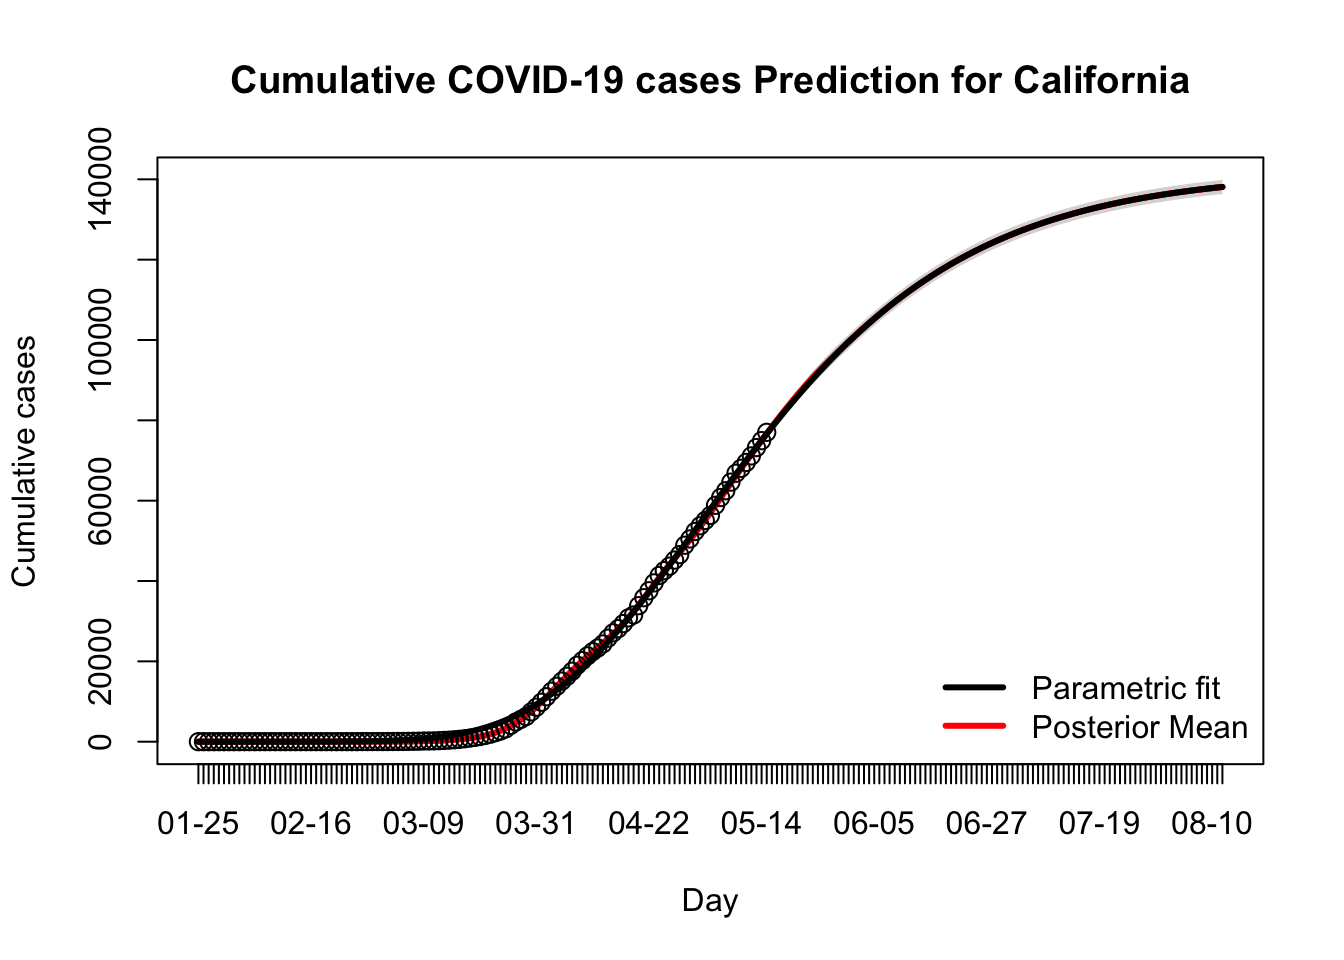 Cumulative COVID-19 cases Prediction for California
Cumulative cases
140000
100000
60000
20000
0
Parametric fit
Posterior Mean
01-25 02-16 03-09 03-31 04-22 05-14 06-05 06-27 07-19 08-10
Day